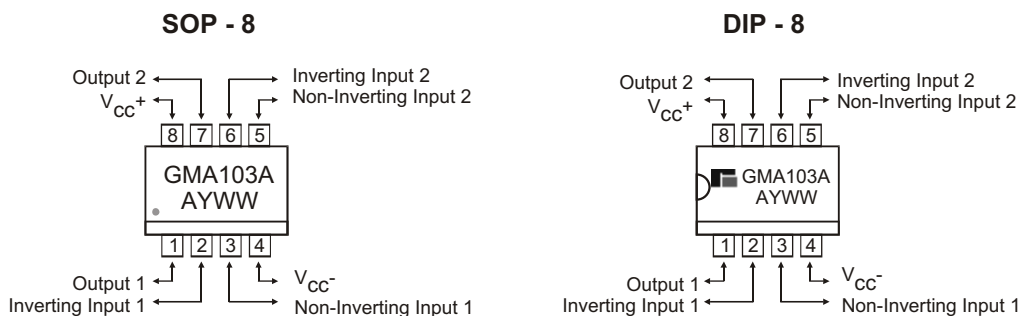 SOP - 8
Output 2
Inverting Input 2
VCC+
Non-Inverting Input 2
8 7 6 5
GMA103A
AYWW
1 2 3 4
Output 1
VCC-
Inverting Input 1
Non-Inverting Input 1
DIP - 8
Output 2
Inverting Input 2
VCC+
Non-Inverting Input 2
8 7 6 5
GMA103A
AYWW
1 2 3 4
Output 1
VCC-
Inverting Input 1
Non-Inverting Input 1